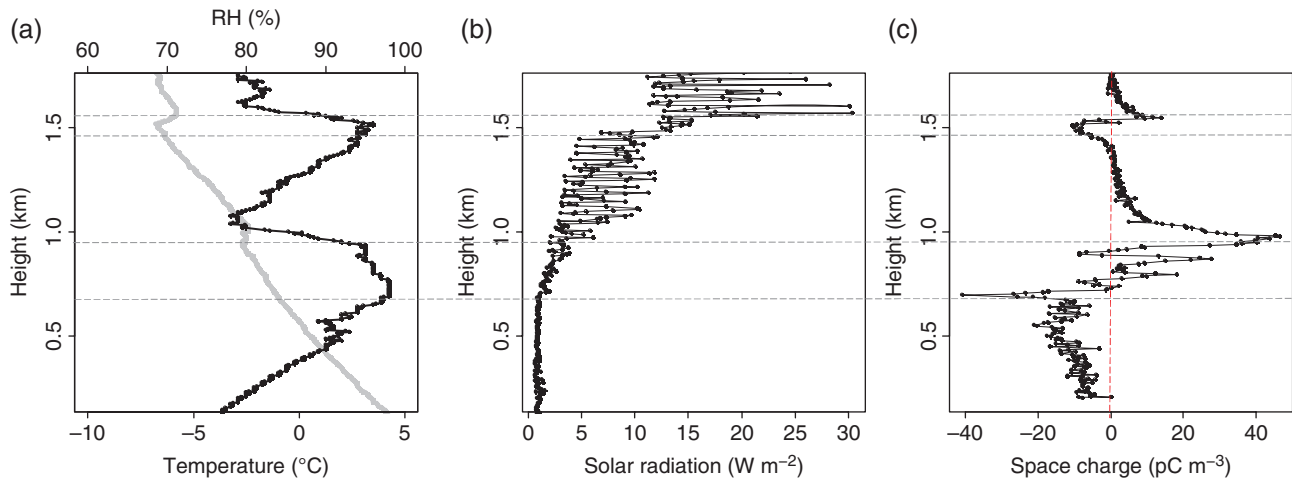 (a)
RH (%)
60 70 80 90 100
Height (km)
0.5 1.0 1.5
−10 −5 0 5
Temperature (°C)
(b)
Height (km)
0.5 1.0 1.5
0 5 10 15 20 25 30
Solar radiation (W m−2)
(c)
Height (km)
0.5 1.0 1.5
−40 −20 0 20 40
Space charge (pC m−3)